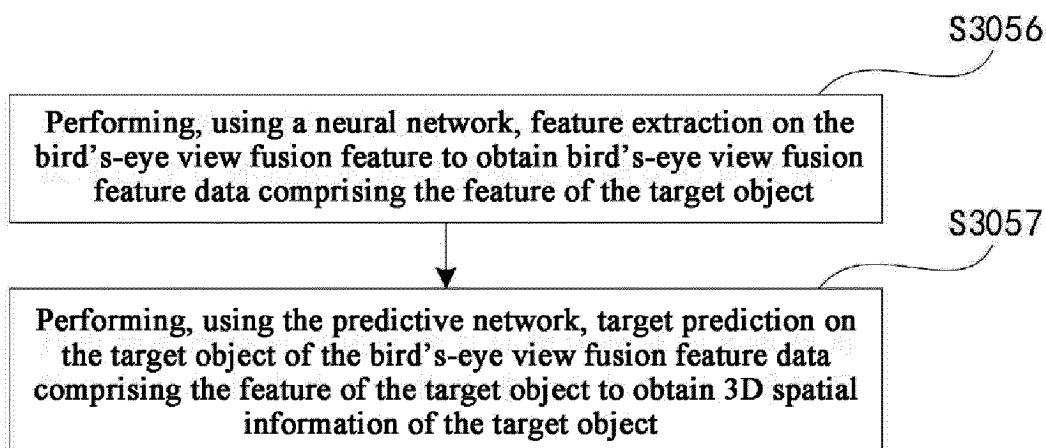 S3056
Performing, using a neural network, feature extraction on the
bird's-eye view fusion feature to obtain bird's-eye view fusion
feature data comprising the feature of the target object
S3057
Performing, using the predictive network, target prediction on
the target object of the bird's-eye view fusion feature data
comprising the feature of the target object to obtain 3D spatial
information of the target object